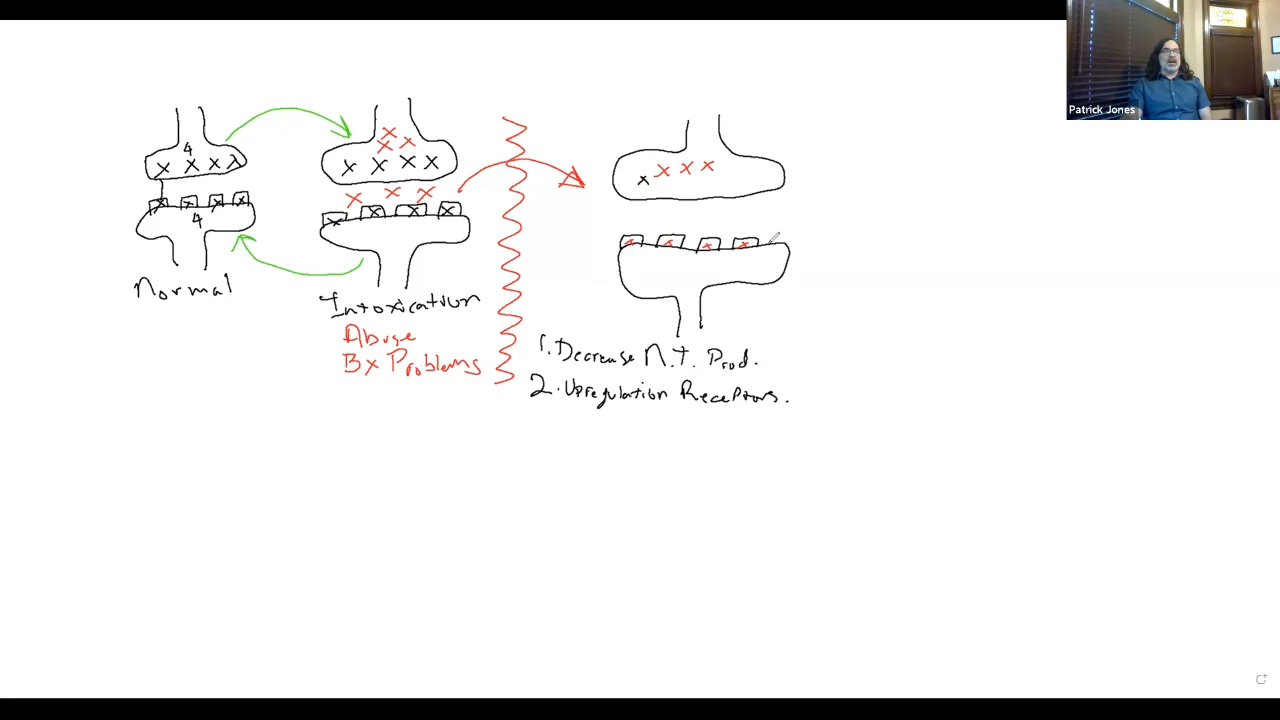 Patrick Jones
4
4
Normal
Intoxication
Abuse
Bx Problems
1. Decrease N.T. Prod.
2. Upregulation Receptors.